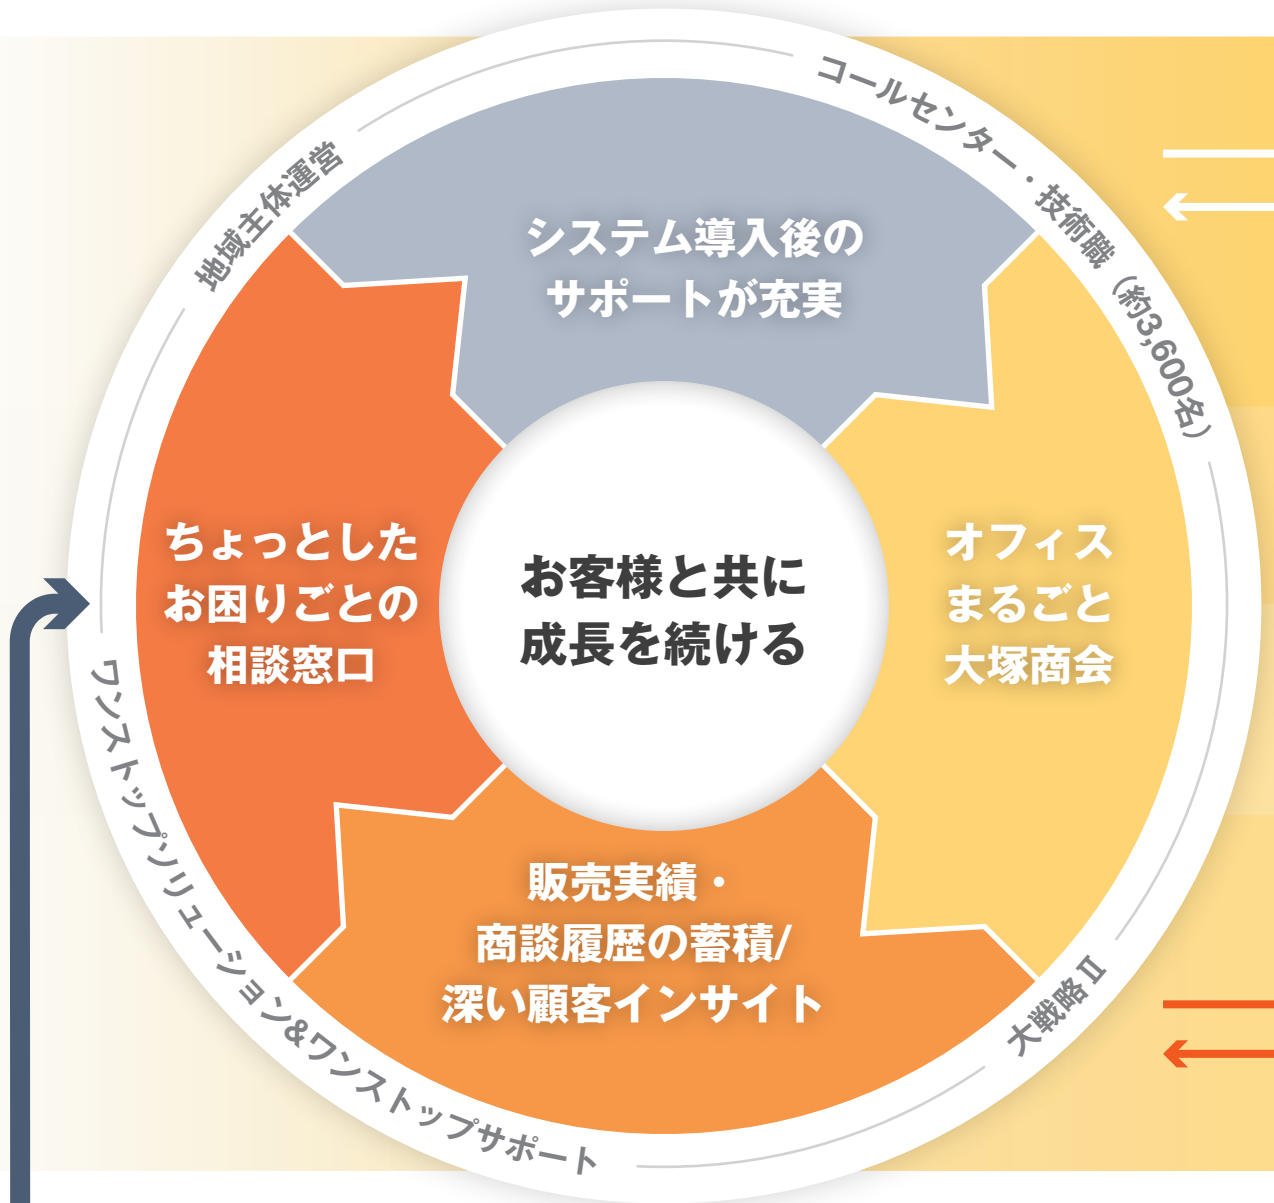 地域主体運営
コールセンター・技術職（約3,600名）
システム導入後の
サポートが充実
ちょっとした
お困りごとの
相談窓口
お客様と共に
成長を続ける
オフィス
まるごと
大塚商会
販売実績・
商談履歴の蓄積/
深い顧客インサイト
大戦略Ⅱ
ワンストップソリューション&ワンストップサポート